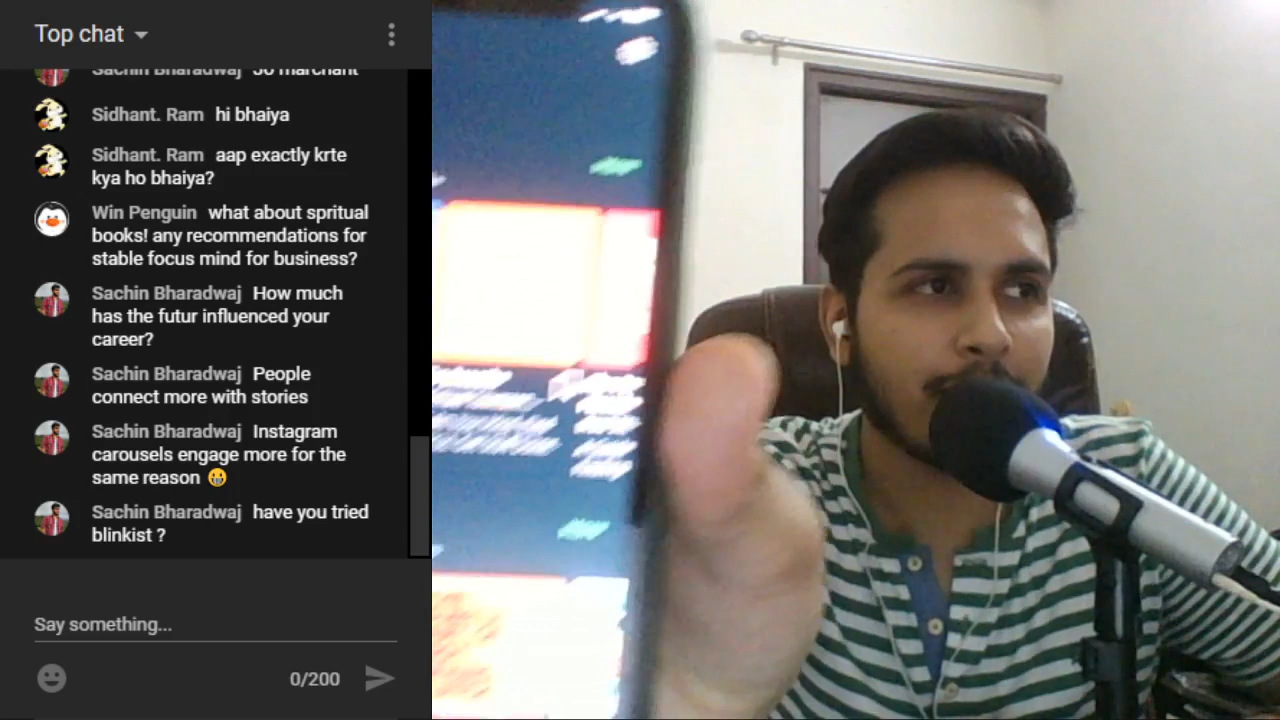 Top chat
Sachin Bharadwaj
Sidhant. Ram hi bhaiya
Sidhant. Ram aap exactly krte
kya ho bhaiya?
Win Penguin what about spritual
books! any recommendations for
stable focus mind for business?
Sachin Bharadwaj How much
has the futur influenced your
career?
Sachin Bharadwaj People
connect more with stories
Sachin Bharadwaj Instagram
carousels engage more for the
same reason 😀
Sachin Bharadwaj have you tried
blinkist ?
Say something...
0/200